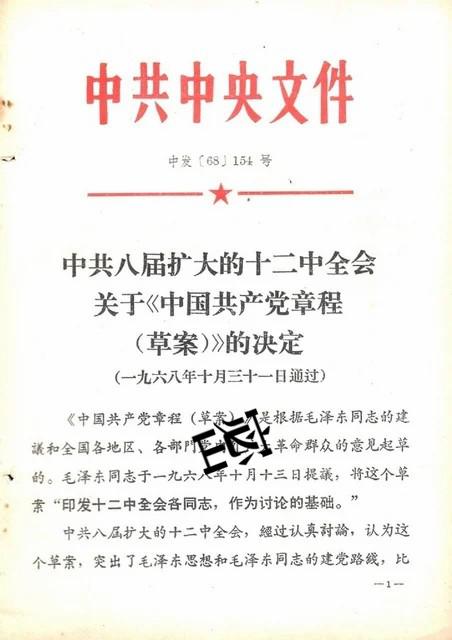 中共中央文件
中发〔68〕154 号
中共八届扩大的十二中全会
关于《中国共产党章程
（草案）》的决定
（一九六八年十月三十一日通过）
《中国共产党章程（草案）》是根据毛泽东同志的建
議和全国各地区、各部門党 革命群众的意见起草
的。毛泽东同志于一九六八年十月十三日提議，将这个草
案“印发十二中全会各同志，作为讨论的基础。”
中共八届扩大的十二中全会，經过认真討論，认为这
个草案，突出了毛泽东思想和毛泽东同志的建党路綫，比
—1—